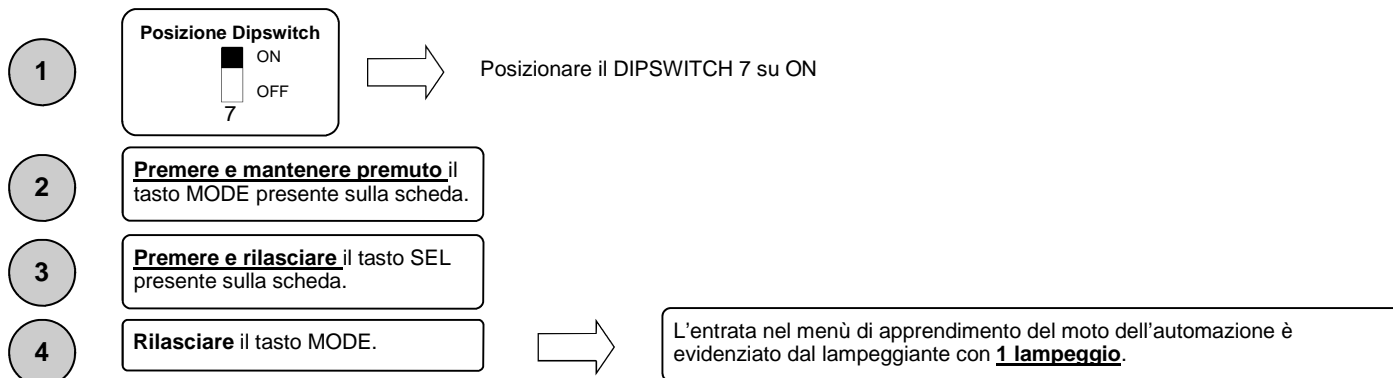 Posizione Dipswitch
ON
1
Posizionare il DIPSWITCH 7 su ON
OFF
7
2
Premere e mantenere premuto il
tasto MODE presente sulla scheda.
3
Premere e rilasciare il tasto SEL
presente sulla scheda.
4
Rilasciare il tasto MODE.
L'entrata nel menù di apprendimento del moto dell'automazione è
evidenziato dal lampeggiante con 1 lampeggio.